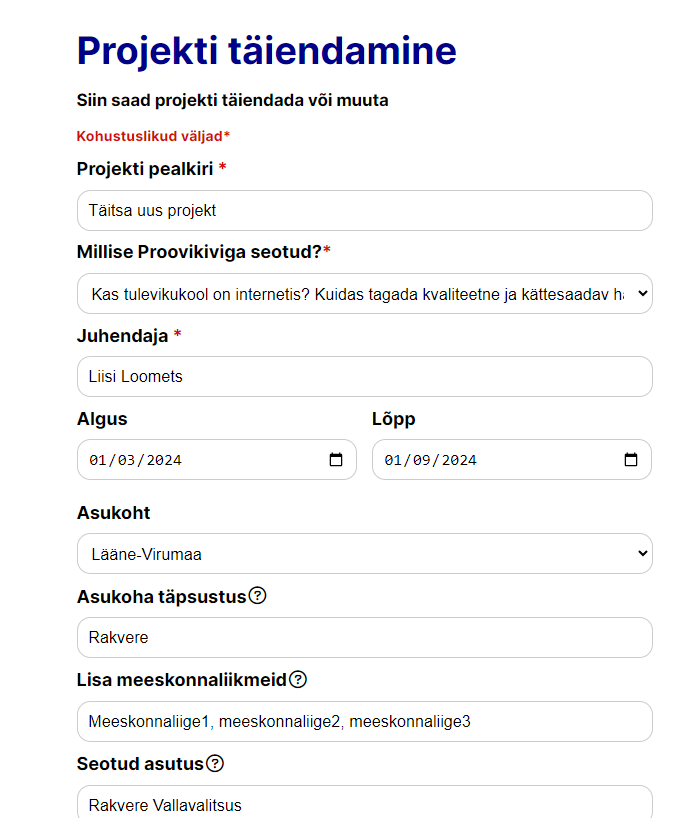 Projekti täiendamine
Siin saad projekti täiendada või muuta
Kohustuslikud väljad*
Projekti pealkiri *
Täitsa uus projekt
Millise Proovikiviga seotud?*
Kas tulevikukool on internetis? Kuidas tagada kvaliteetne ja kättesaadav
Juhendaja *
Liisi Loomets
Algus Lõpp
01/03/2024 01/09/2024
Asukoht
Lääne-Virumaa
Asukoha täpsustus?
Rakvere
Lisa meeskonnaliikmeid?
Meeskonnaliige1, meeskonnaliige2, meeskonnaliige3
Seotud asutus?
Rakvere Vallavalitsus